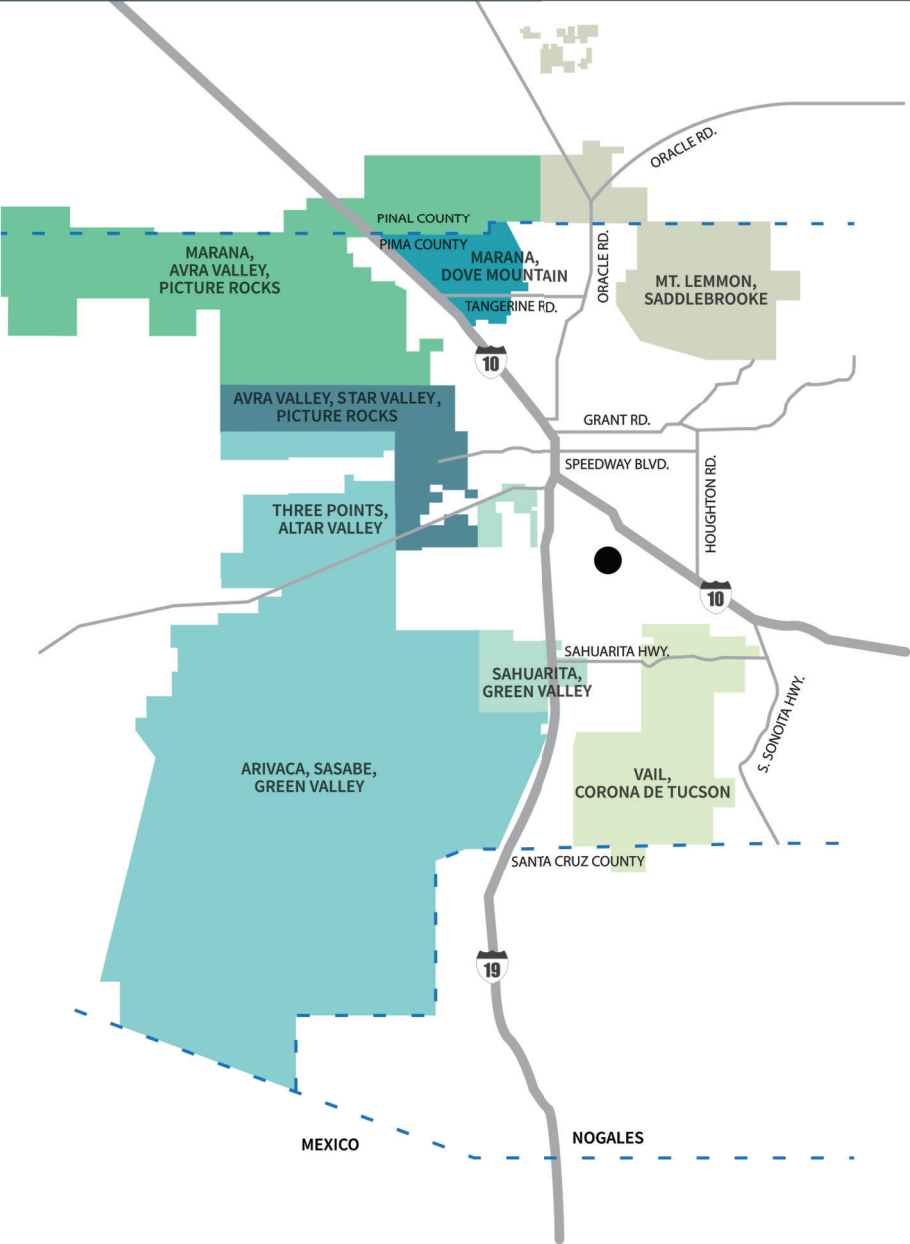 ORACLE RD.
PINAL COUNTY
PIMA COUNTY
MARANA,
AVRA VALLEY,
PICTURE ROCKS
MARANA,
DOVE MOUNTAIN
ORACLE RD.
MT. LEMMON,
SADDLEBROOKE
TANGERINE RD.
10
AVRA VALLEY, STAR VALLEY,
PICTURE ROCKS
GRANT RD.
SPEEDWAY BLVD.
HOUGHTON RD.
THREE POINTS,
ALTAR VALLEY
10
SAHUARITA HWY.
SAHUARITA,
GREEN VALLEY
S. SONOITA HWY.
ARIVACA, SASABE,
GREEN VALLEY
VAIL,
CORONA DE TUCSON
SANTA CRUZ COUNTY
19
MEXICO
NOGALES